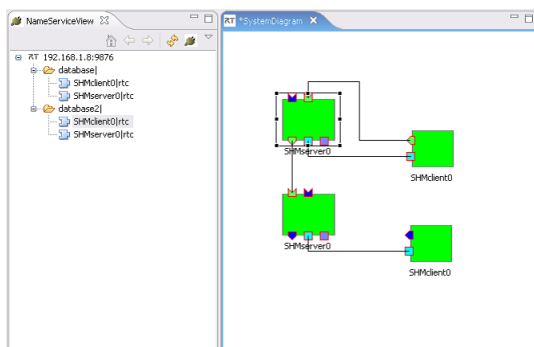 NameServiceView
RT *SystemDiagram
RT 192.168.1.8:9876
database|
SHMclient0|rtc
SHMserver0|rtc
database2|
SHMclient0|rtc
SHMserver0|rtc
SHMserver0
SHMclient0
SHMserver0
SHMclient0